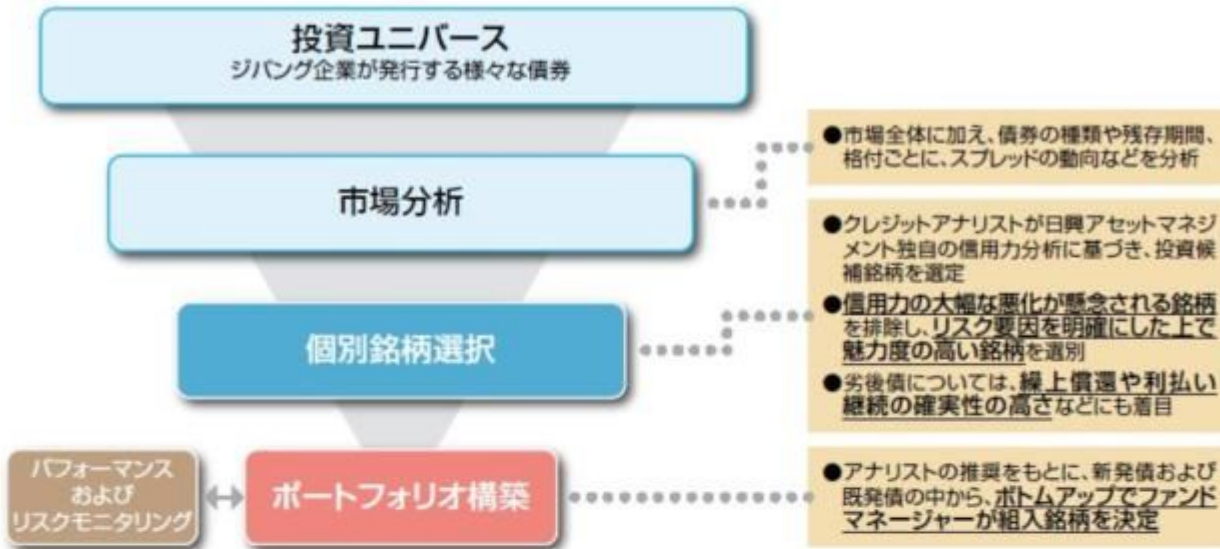 投資ユニバース
ジパング企業が発行する様々な債券
市場分析
●市場全体に加え、債券の種類や残存期間、
格付ごとに、スプレッドの動向などを分析
個別銘柄選択
●クレジットアナリストが日興アセットマネジ
メント独自の信用力分析に基づき、投資候
補銘柄を選定
●信用力の大幅な悪化が懸念される銘柄
を排除し、リスク要因を明確にした上で
魅力度の高い銘柄を選別
●劣後債については、繰上償還や利払い
継続の確実性の高さなどにも着目
パフォーマンス
および
リスクモニタリング
ポートフォリオ構築
●アナリストの推奨をもとに、新発債および
既発債の中から、ボトムアップでファンド
マネージャーが組入銘柄を決定